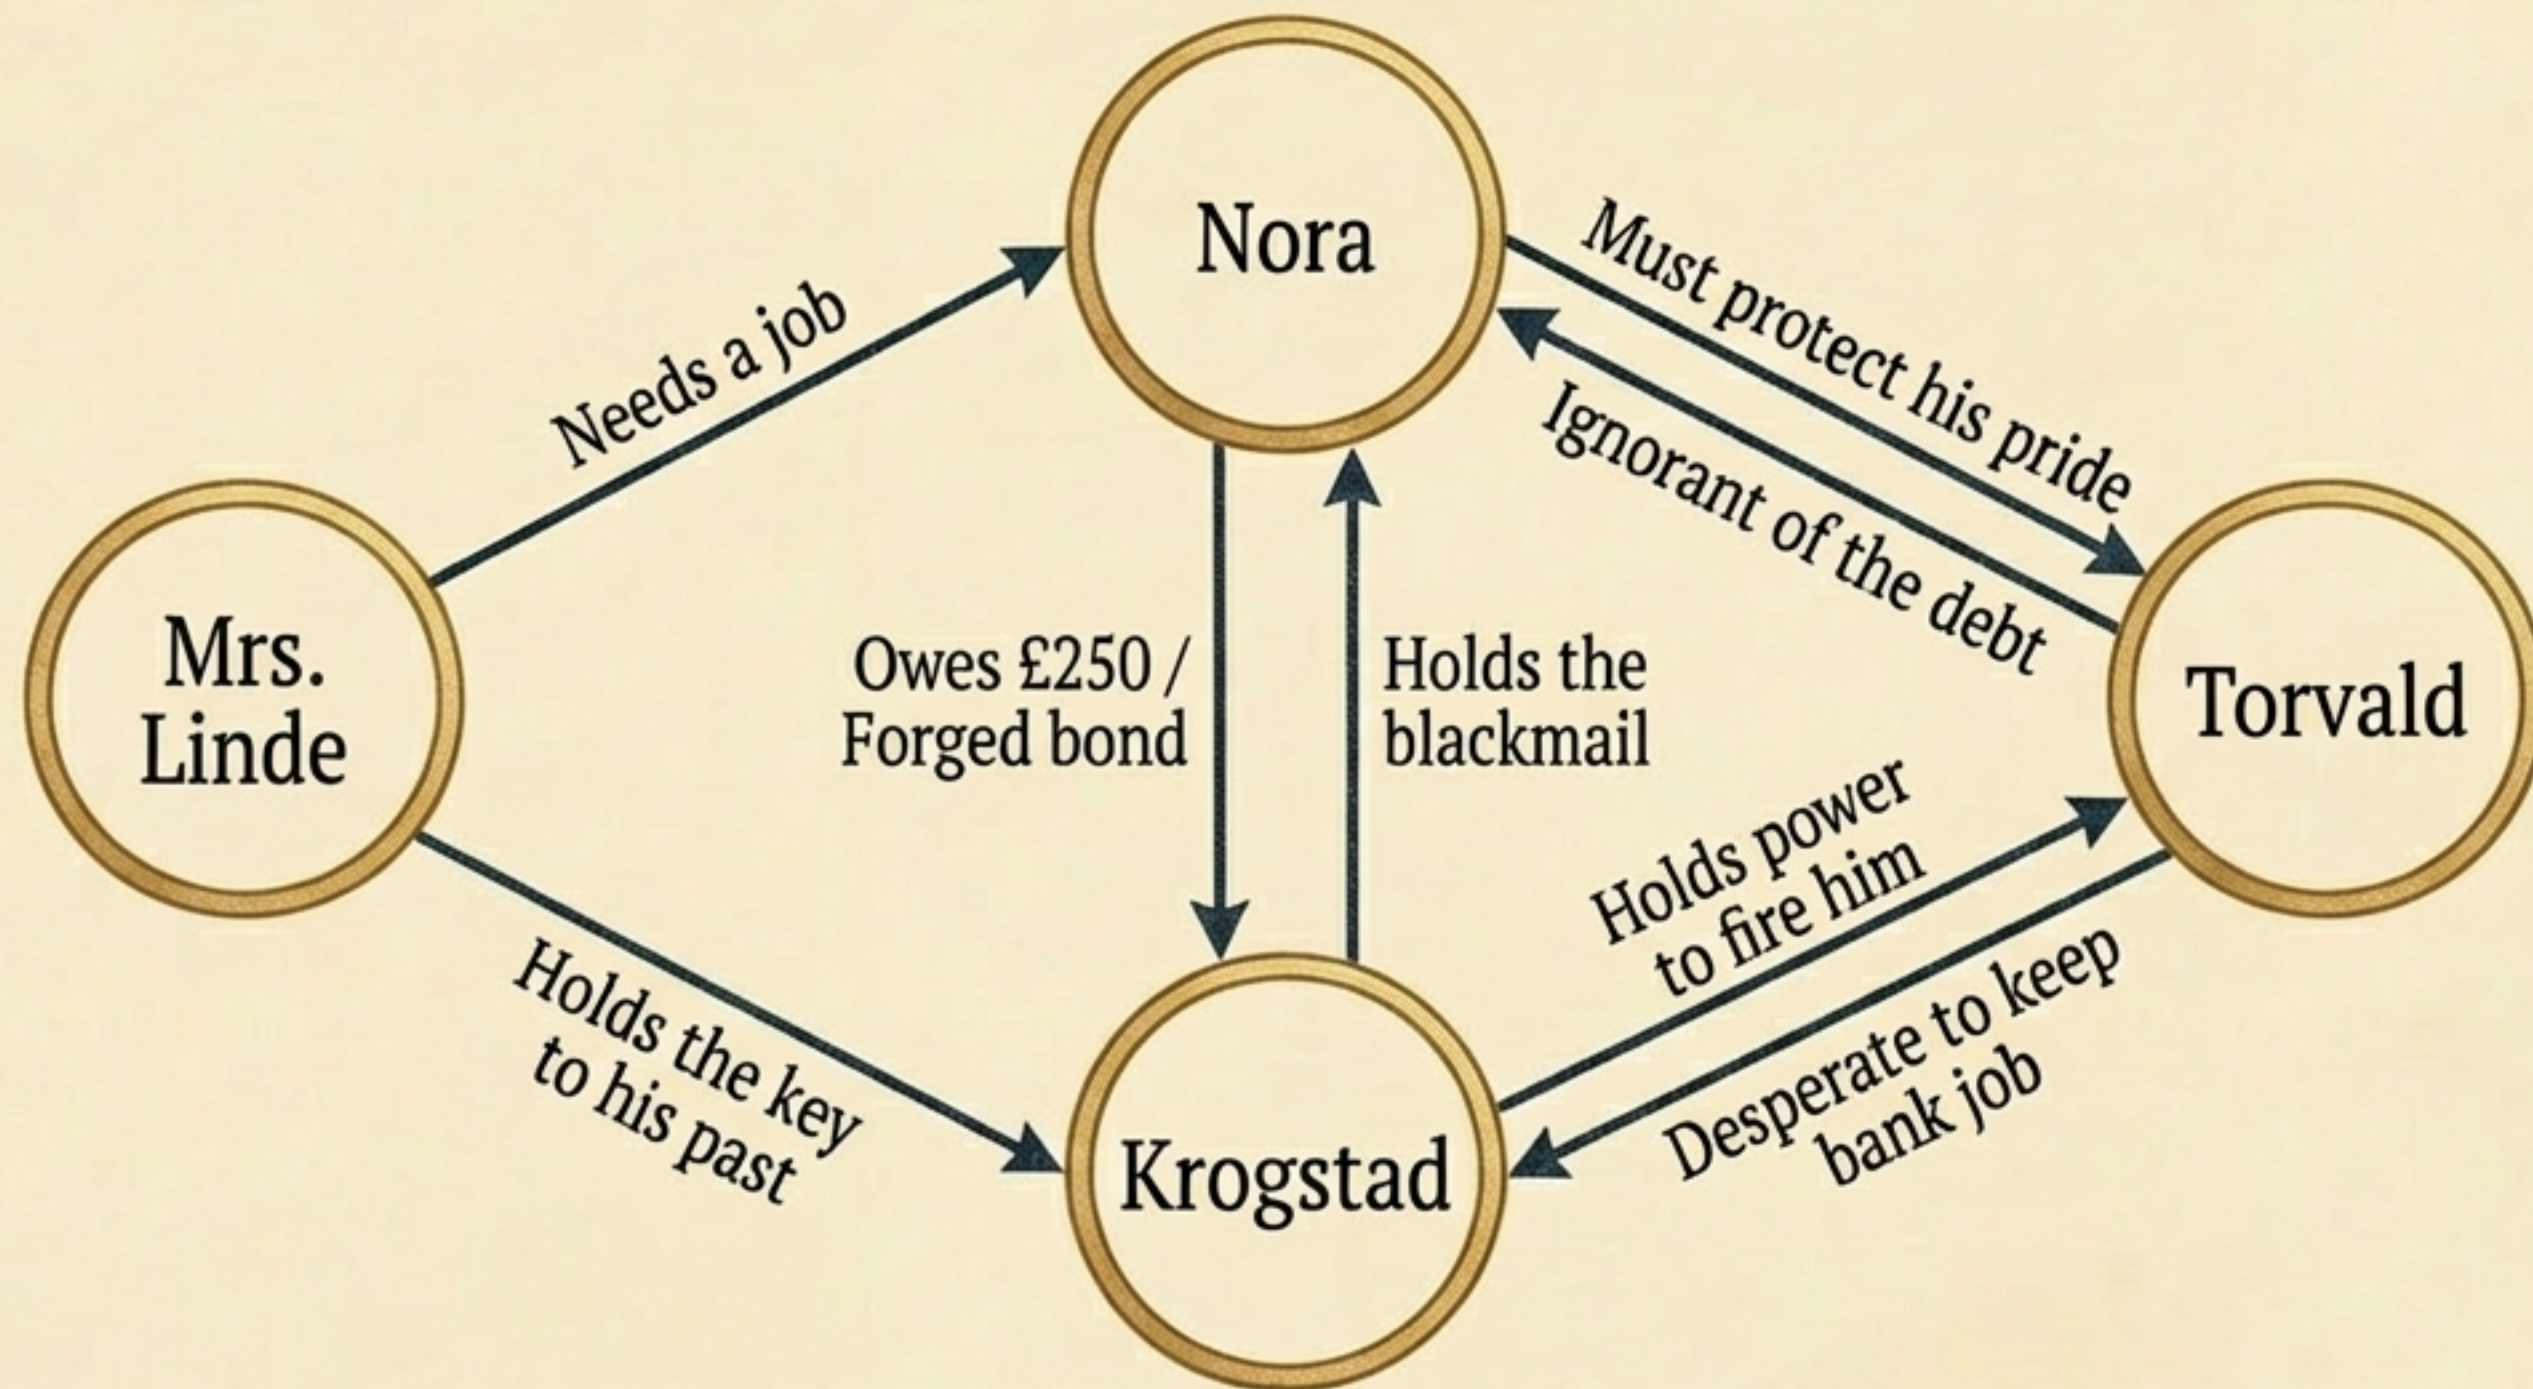 Nora
Must protect his pride
Needs a job
Ignorant of the debt
Mrs.
Linde
Owes £250 /
Forged bond
Holds the
blackmail
Torvald
Holds power
to fire him
Holds the key
to his past
Desperate to keep
bank job
Krogstad